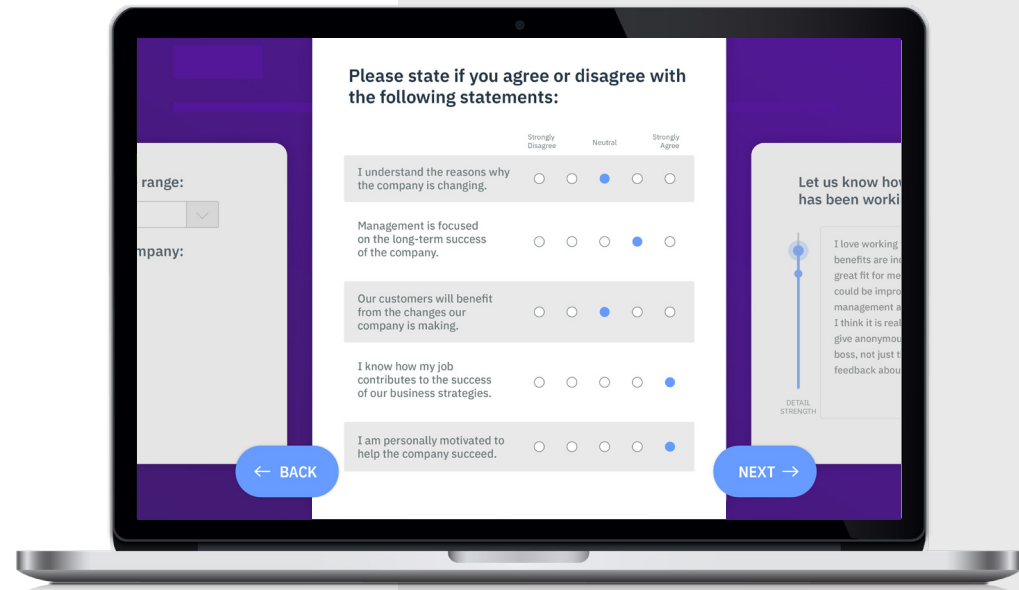 Please state if you agree or disagree with
the following statements:
Strongly
Disagree
Neutral
Strongly
Agree
I understand the reasons why
the company is changing.
Management is focused
on the long-term success
of the company.
Our customers will benefit
from the changes our
company is making.
I know how my job
contributes to the success
of our business strategies.
I am personally motivated to
help the company succeed.
range:
mpany:
← BACK
NEXT →
Let us know how
has been worki
I love working
benefits are in
great fit for me
could be impro
management a
I think it is real
give anonymou
boss, not just t
feedback abou
DETAIL
STRENGTH